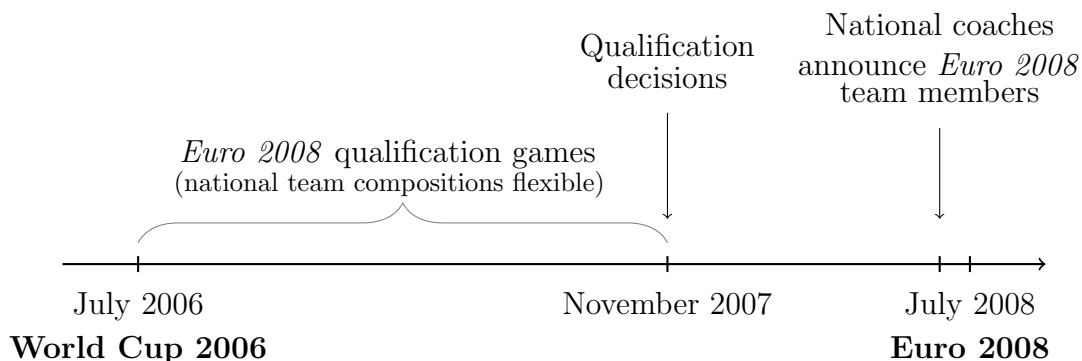 National coaches
announce Euro 2008
team members
Qualification
decisions
Euro 2008 qualification games
(national team compositions flexible)
July 2006
November 2007
July 2008
World Cup 2006
Euro 2008